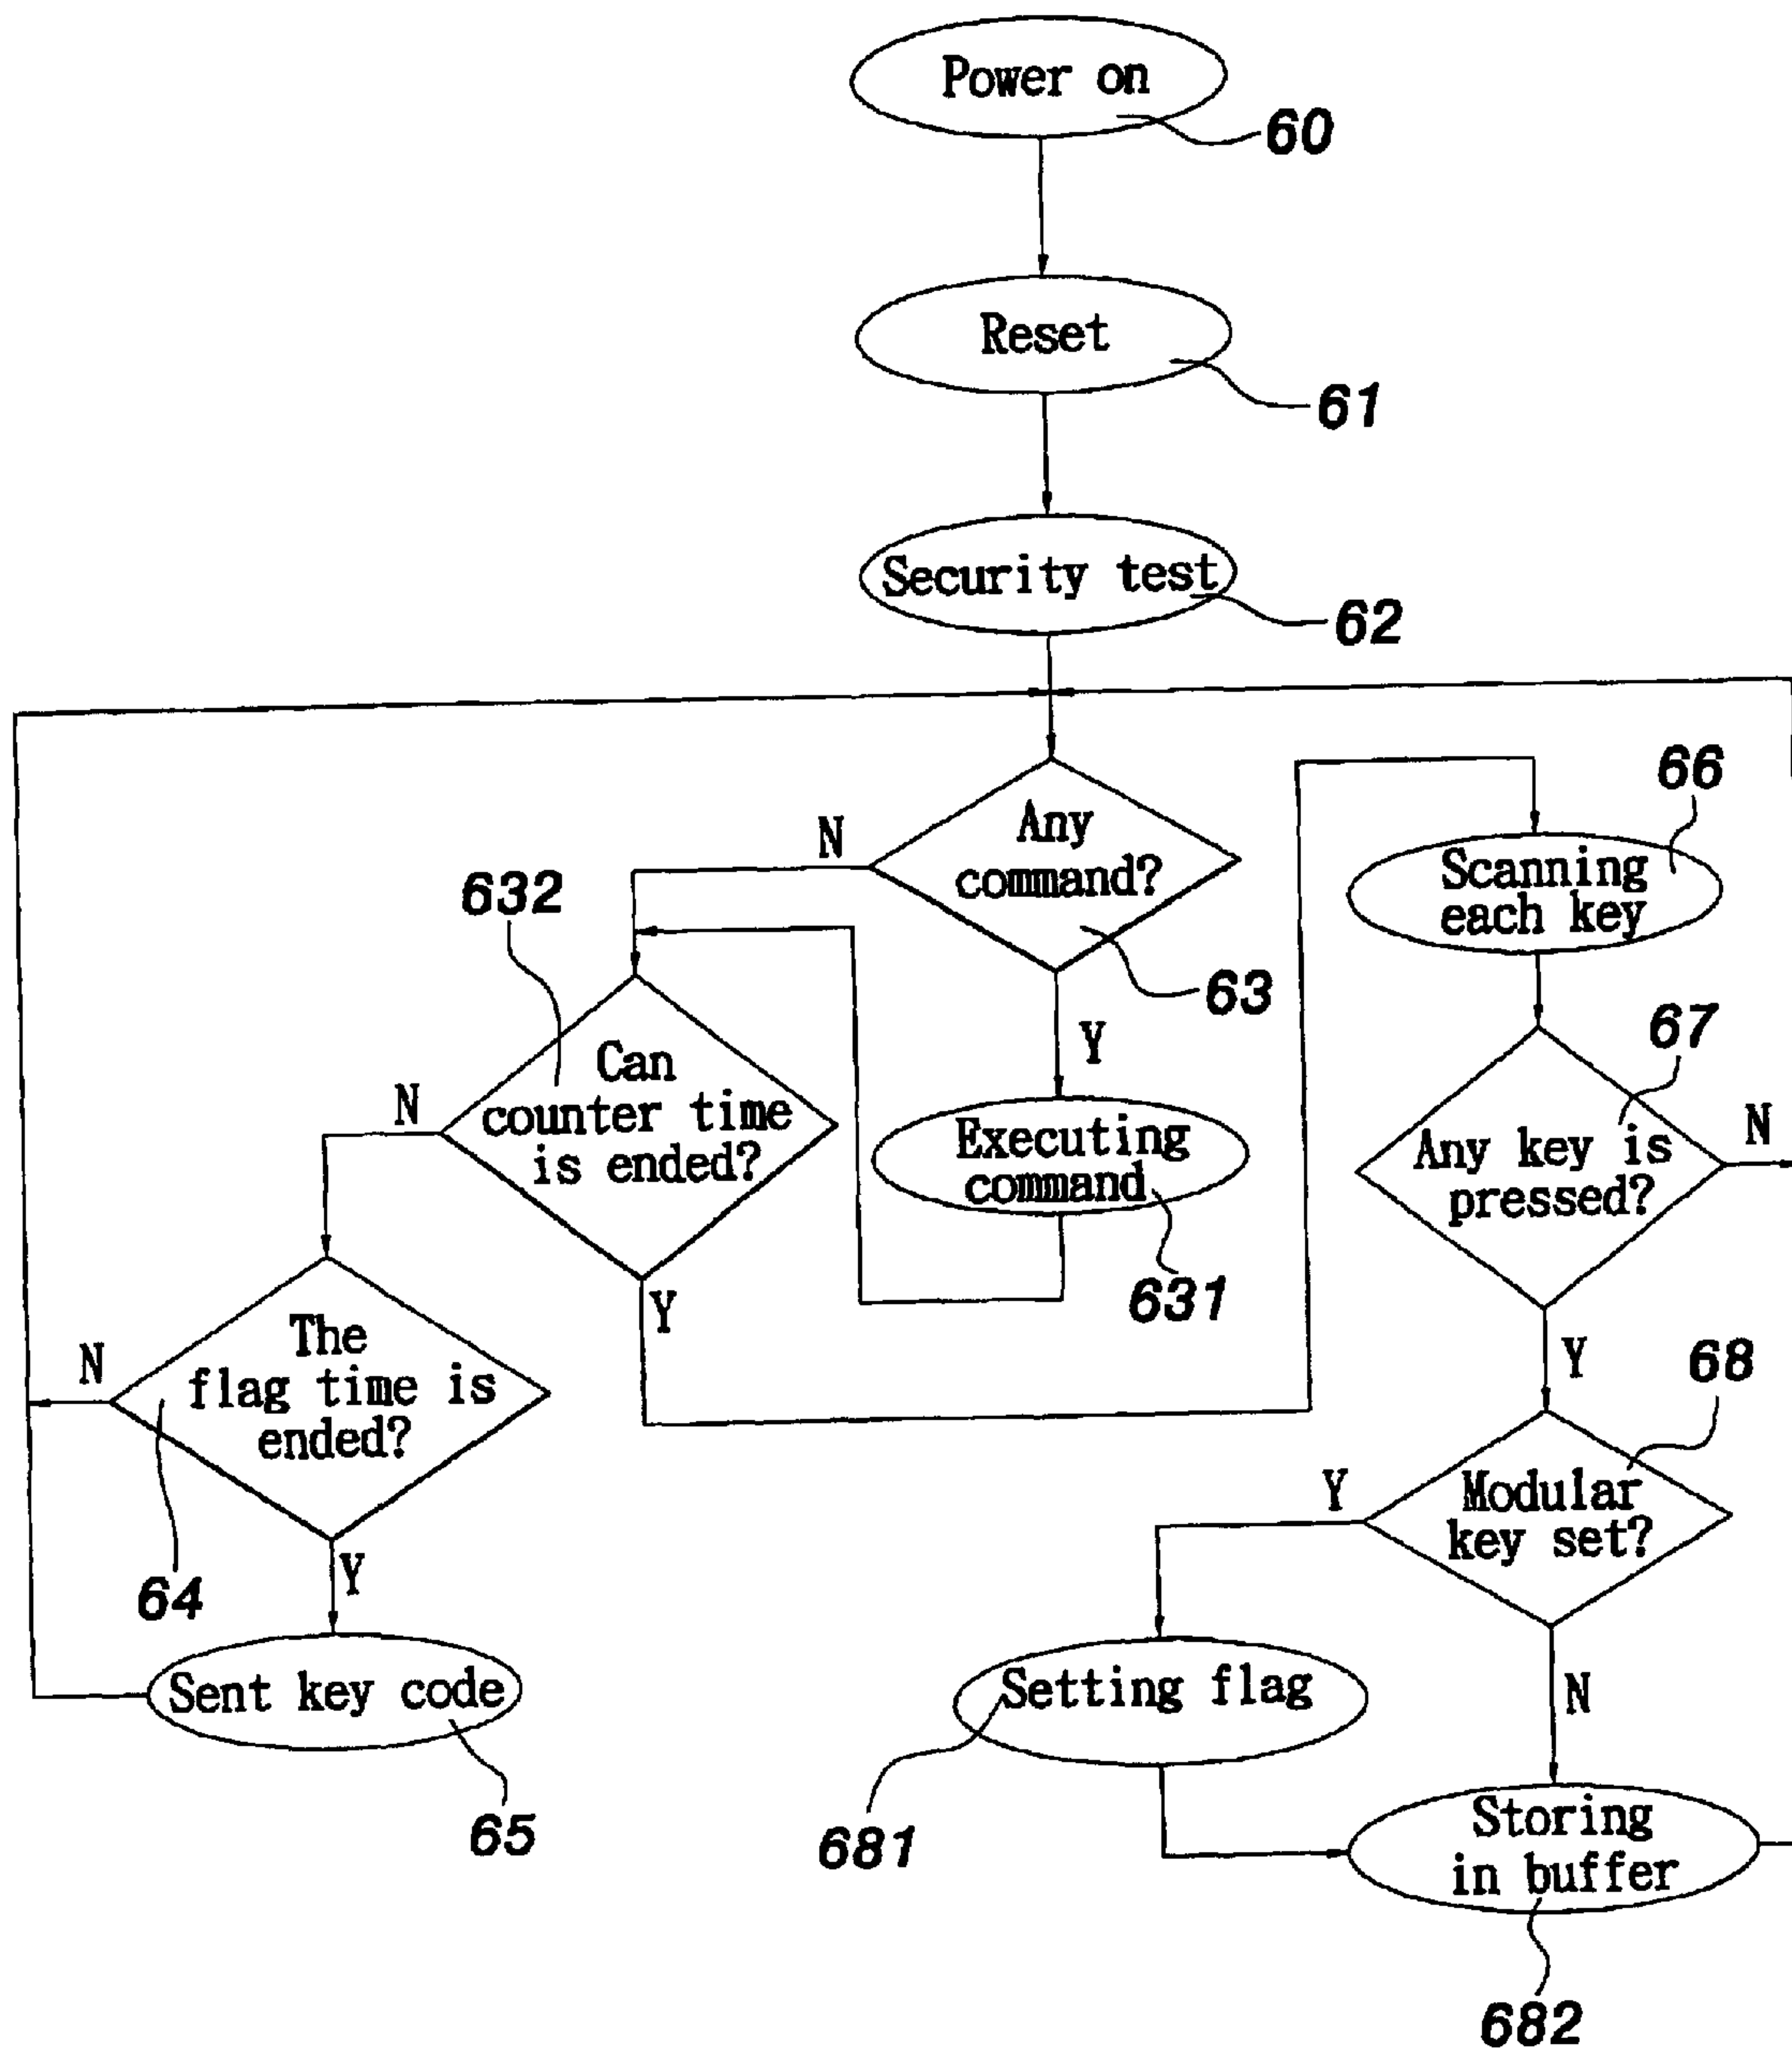 Power on
60
Reset
61
Security test
62
Any
command?
N
63
Y
632
Can
counter time
is ended?
N
Y
Executing
command
631
The
flag time is
ended?
N
64
Y
Sent key code
65
66
Scanning
each key
67
Any key is
pressed?
N
Y
68
Modular
key set?
Y
N
Setting flag
681
Storing
in buffer
682